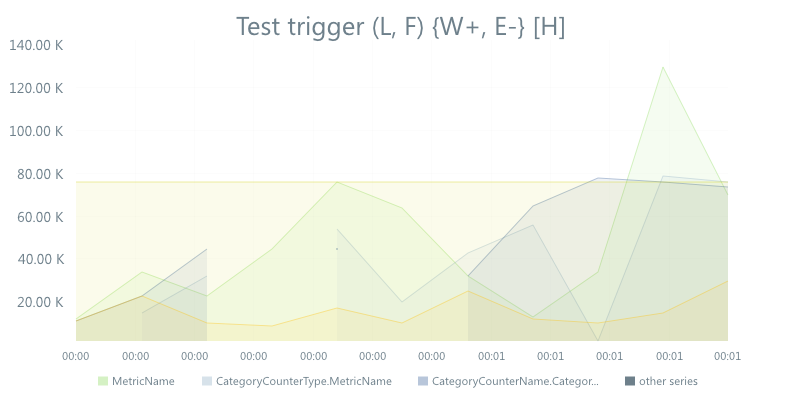 Test trigger (L, F) {W+, E-} [H]
140.00 K
120.00 K
100.00 K
80.00 K
60.00 K
40.00 K
20.00 K
00:00 00:00 00:00 00:00 00:00 00:00 00:00 00:01 00:01 00:01 00:01 00:01
MetricName CategoryCounterType.MetricName CategoryCounterName.Categor... other series